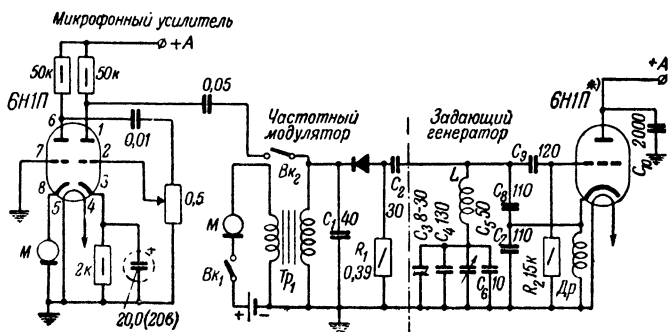 Микрофонный усилитель
+А
50к
50к
6Н1П
6
1
7
2
8
3
5
4
0,01
0,05
0,5
М
2к
+
20,0(20в)
Частотный модулятор
Вк₂
М
Вк₁
+ -
Тр₁
С₁ 40
R₁
0,39
С₂
30
Задающий генератор
L₁
С₃ 8-30
С₄ 130
С₅ 50
С₆ 10
С₈ 110
С₂ 110
С₉ 120
R₂ 15к
Др
6Н1П
*)
+А
С₁₀ 2000